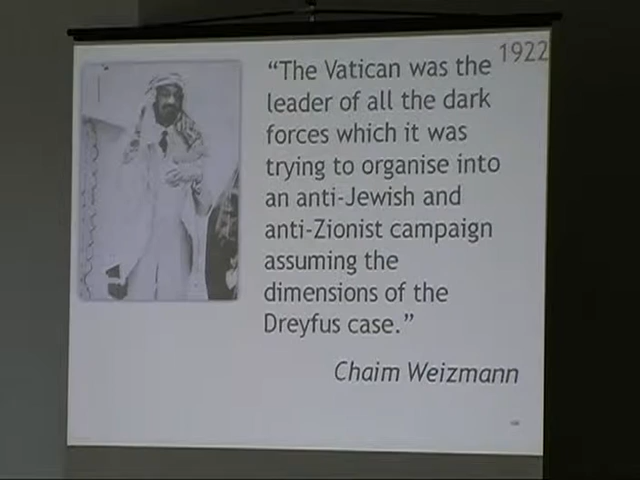 1922
“The Vatican was the
leader of all the dark
forces which it was
trying to organise into
an anti-Jewish and
anti-Zionist campaign
assuming the
dimensions of the
Dreyfus case.”
Chaim Weizmann